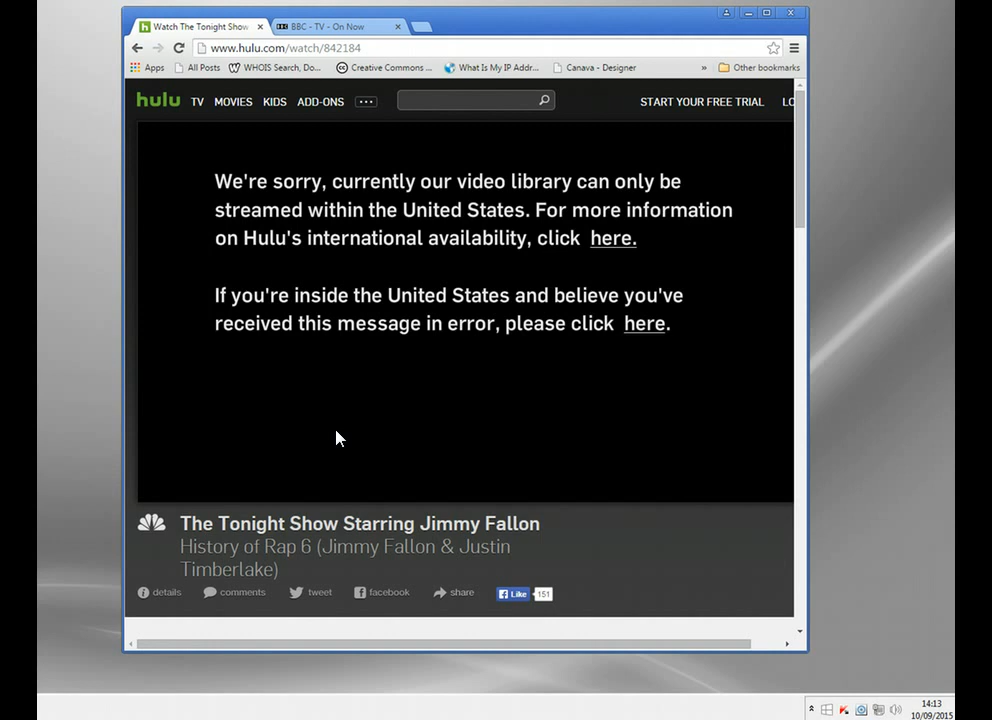 Watch The Tonight Show
BBC - TV - On Now
www.hulu.com/watch/842184
Apps All Posts WHOIS Search, Do... Creative Commons ... What Is My IP Addr... Canava - Designer » Other bookmarks
hulu TV MOVIES KIDS ADD-ONS ... START YOUR FREE TRIAL LO
We're sorry, currently our video library can only be
streamed within the United States. For more information
on Hulu's international availability, click here.
If you're inside the United States and believe you've
received this message in error, please click here.
The Tonight Show Starring Jimmy Fallon
History of Rap 6 (Jimmy Fallon & Justin
Timberlake)
details comments tweet facebook share Like 151
14:13
10/09/2015